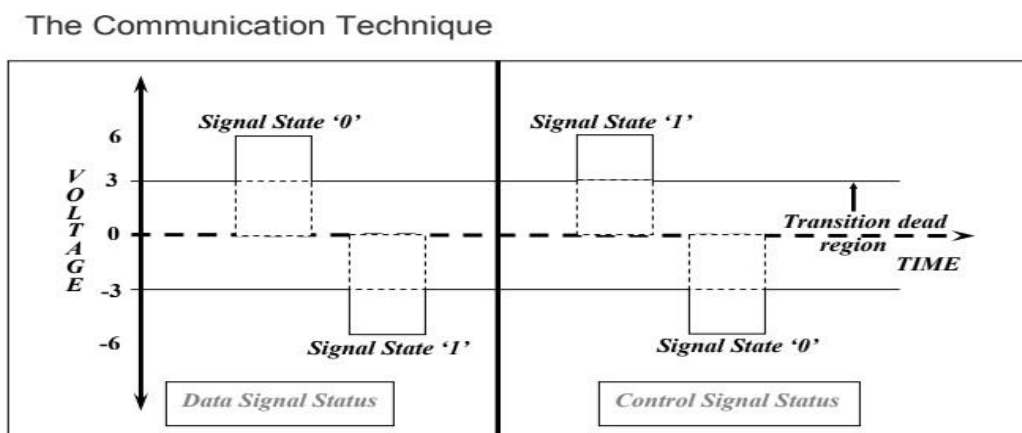 The Communication Technique
Signal State ‘0’
Signal State ‘1’
6
3
0
-3
-6
VOLTAGE
Transition dead
region
TIME
Signal State ‘1’
Signal State ‘0’
Data Signal Status
Control Signal Status